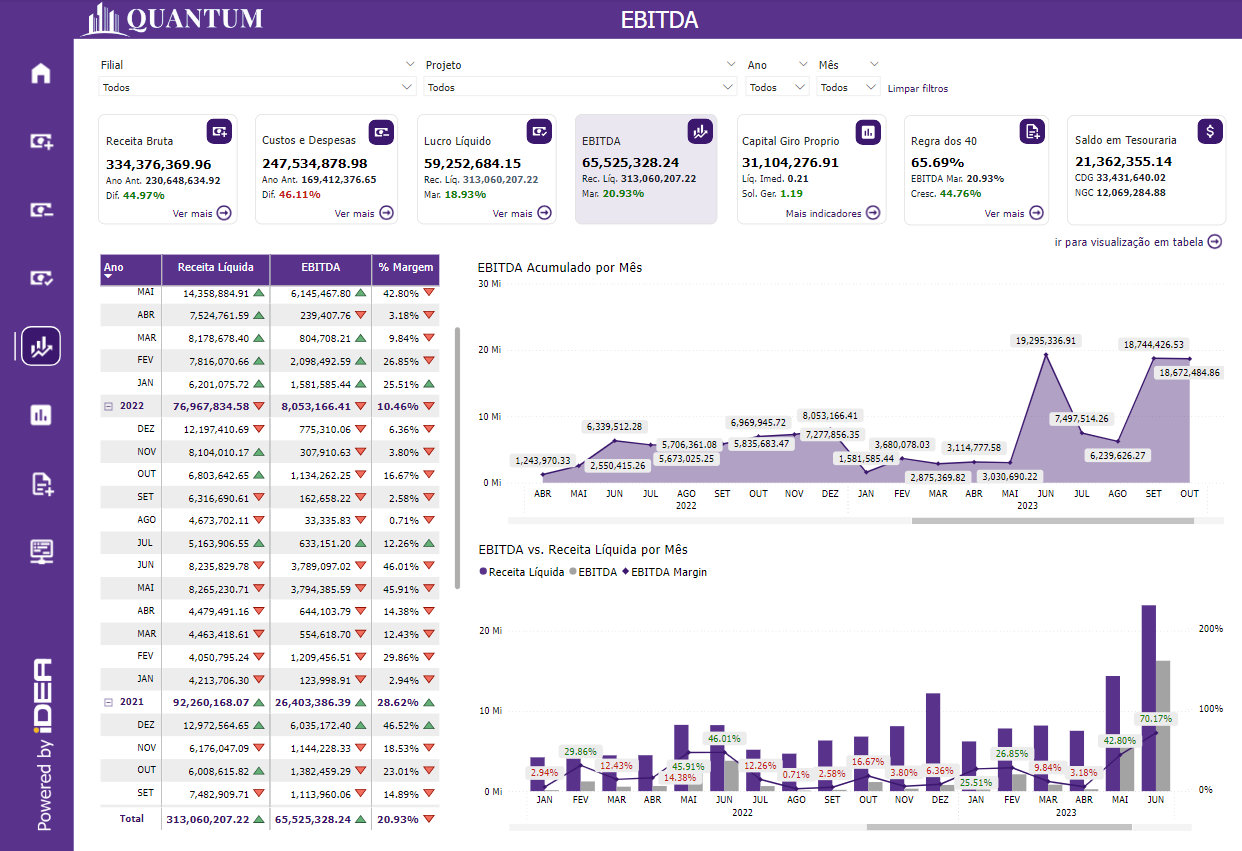 QUANTUM
EBITDA
Filial
Projeto
Ano
Mês
Todos
Todos
Todos
Todos
Limpar filtros
Receita Bruta
334,376,369.96
Ano Ant. 230,648,634.92
Dif. 44.97%
Ver mais
Custos e Despesas
247,534,878.98
Ano Ant. 169,412,376.65
Dif. 46.11%
Ver mais
Lucro Líquido
59,252,684.15
Rec. Líq. 313,060,207.22
Mar. 18.93%
Ver mais
EBITDA
65,525,328.24
Rec. Líq. 313,060,207.22
Mar. 20.93%
Capital Giro Proprio
31,104,276.91
Líq. Imed. 0.21
Sol. Ger. 1.19
Mais indicadores
Regra dos 40
65.69%
EBITDA Mar. 20.93%
Cresc. 44.76%
Ver mais
Saldo em Tesouraria
21,362,355.14
CDG 33,431,640.02
NGC 12,069,284.88
ir para visualização em tabela
Ano Receita Líquida EBITDA % Margem
MAI 14,358,884.91 6,145,467.80 42.80%
ABR 7,524,761.59 239,407.76 3.18%
MAR 8,178,678.40 804,708.21 9.84%
FEV 7,816,070.66 2,098,492.59 26.85%
JAN 6,201,075.72 1,581,585.44 25.51%
2022 76,967,834.58 8,053,166.41 10.46%
DEZ 12,197,410.69 775,310.06 6.36%
NOV 8,104,010.17 307,910.63 3.80%
OUT 6,803,642.65 1,134,262.25 16.67%
SET 6,316,690.61 162,658.22 2.58%
AGO 4,673,702.11 33,335.83 0.71%
JUL 5,163,906.55 633,151.20 12.26%
JUN 8,235,829.78 3,789,097.02 46.01%
MAI 8,265,230.71 3,794,385.59 45.91%
ABR 4,479,491.16 644,103.79 14.38%
MAR 4,463,418.61 554,618.70 12.43%
FEV 4,050,795.24 1,209,456.51 29.86%
JAN 4,213,706.30 123,998.91 2.94%
2021 92,260,168.07 26,403,386.39 28.62%
DEZ 12,972,564.65 6,035,172.40 46.52%
NOV 6,176,047.09 1,144,228.33 18.53%
OUT 6,008,615.82 1,382,459.29 23.01%
SET 7,482,909.71 1,113,960.06 14.89%
Total 313,060,207.22 65,525,328.24 20.93%
EBITDA Acumulado por Mês
30 Mi
20 Mi
10 Mi
0 Mi
1,243,970.33
2,550,415.26
6,339,512.28
5,673,025.25
5,706,361.08
5,835,683.47
6,969,945.72
7,277,856.35
8,053,166.41
1,581,585.44
3,680,078.03
2,875,369.82
3,114,777.58
3,030,690.22
19,295,336.91
7,497,514.26
6,239,626.27
18,744,426.53
18,672,484.86
ABR MAI JUN JUL AGO SET OUT NOV DEZ JAN FEV MAR ABR MAI JUN JUL AGO SET OUT
2022 2023
EBITDA vs. Receita Líquida por Mês
Receita Líquida EBITDA EBITDA Margin
20 Mi
10 Mi
0 Mi
200%
100%
0%
2.94%
29.86%
12.43%
14.38%
45.91%
46.01%
12.26%
0.71%
2.58%
16.67%
3.80%
6.36%
25.51%
26.85%
9.84%
3.18%
42.80%
70.17%
JAN FEV MAR ABR MAI JUN JUL AGO SET OUT NOV DEZ JAN FEV MAR ABR MAI JUN
2022 2023
Powered by iDEA